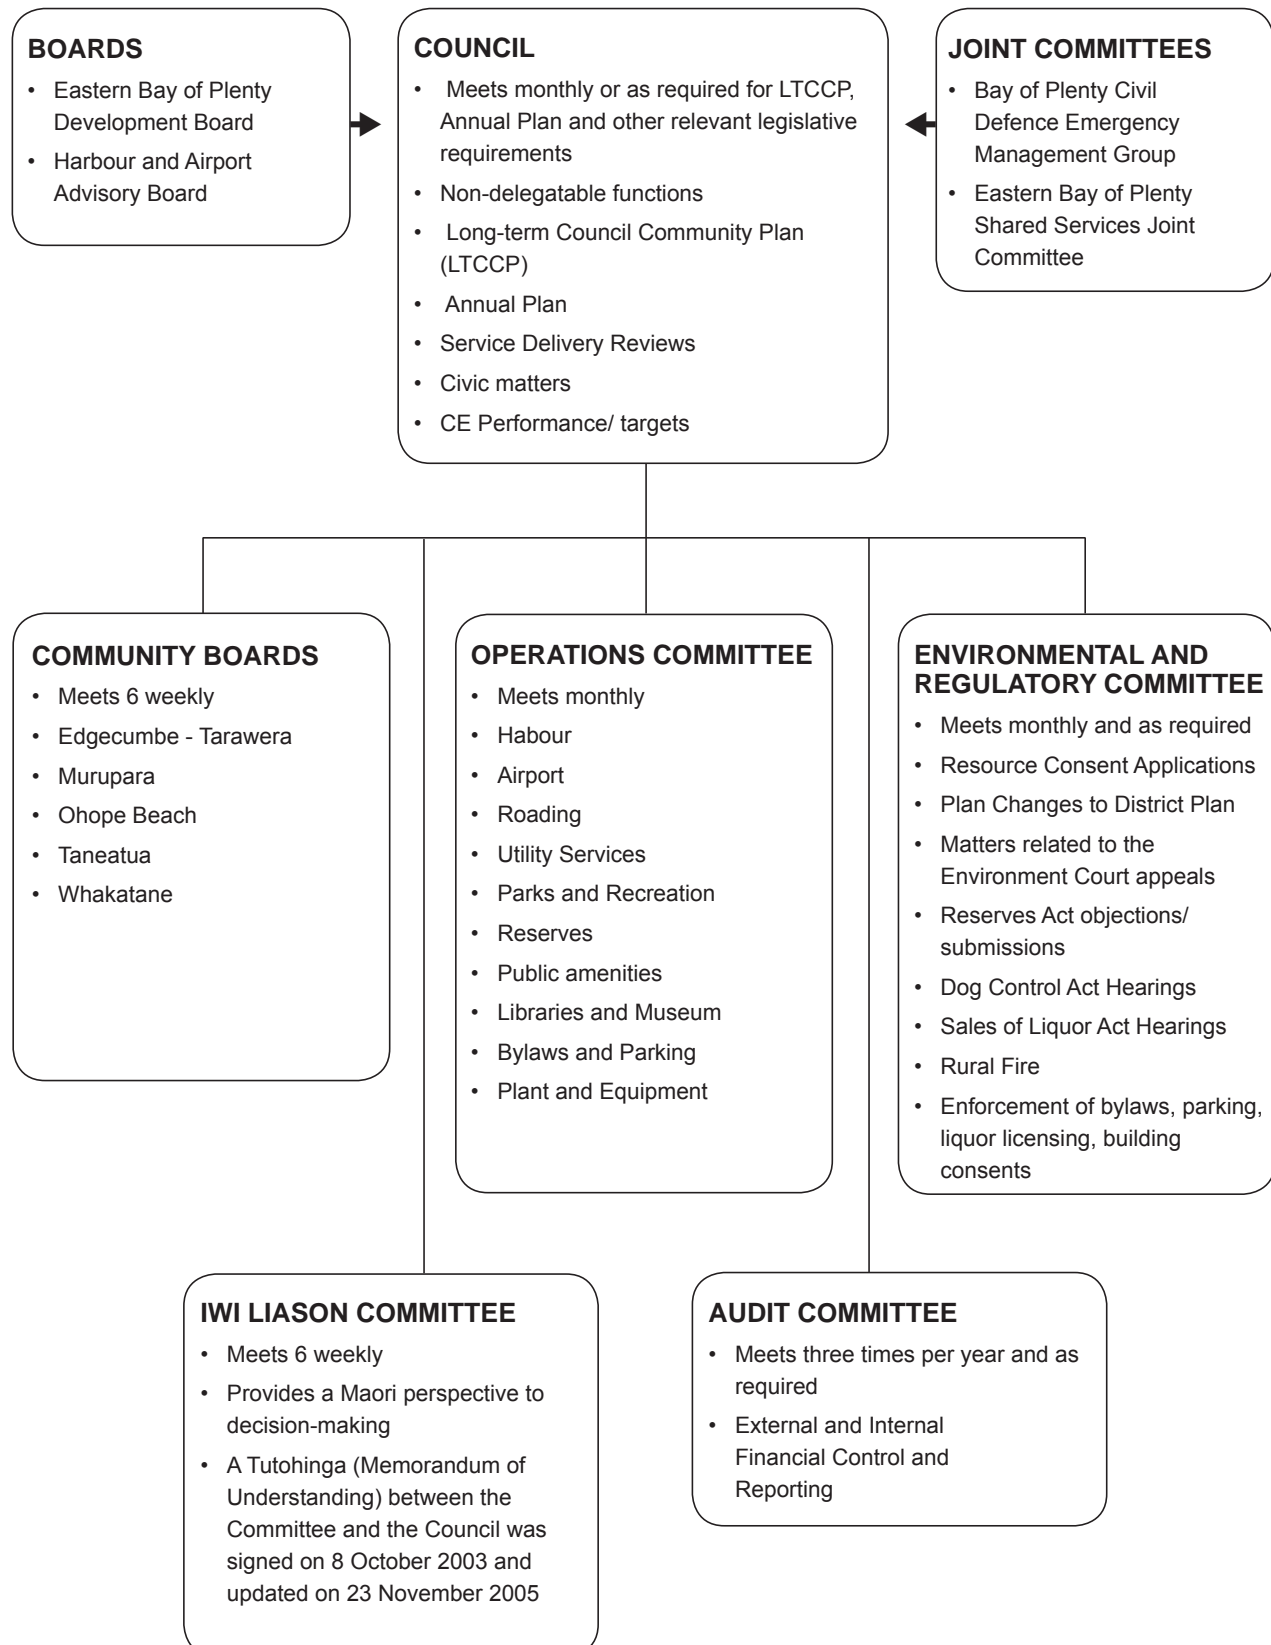 BOARDS
• Eastern Bay of Plenty
Development Board
• Harbour and Airport
Advisory Board
COUNCIL
• Meets monthly or as required for LTCCP,
Annual Plan and other relevant legislative
requirements
• Non-delegatable functions
• Long-term Council Community Plan
(LTCCP)
• Annual Plan
• Service Delivery Reviews
• Civic matters
• CE Performance/ targets
JOINT COMMITTEES
• Bay of Plenty Civil
Defence Emergency
Management Group
• Eastern Bay of Plenty
Shared Services Joint
Committee
COMMUNITY BOARDS
• Meets 6 weekly
• Edgecumbe - Tarawera
• Murupara
• Ohope Beach
• Taneatua
• Whakatane
OPERATIONS COMMITTEE
• Meets monthly
• Habour
• Airport
• Roading
• Utility Services
• Parks and Recreation
• Reserves
• Public amenities
• Libraries and Museum
• Bylaws and Parking
• Plant and Equipment
ENVIRONMENTAL AND
REGULATORY COMMITTEE
• Meets monthly and as required
• Resource Consent Applications
• Plan Changes to District Plan
• Matters related to the
Environment Court appeals
• Reserves Act objections/
submissions
• Dog Control Act Hearings
• Sales of Liquor Act Hearings
• Rural Fire
• Enforcement of bylaws, parking,
liquor licensing, building
consents
IWI LIASON COMMITTEE
• Meets 6 weekly
• Provides a Maori perspective to
decision-making
• A Tutohinga (Memorandum of
Understanding) between the
Committee and the Council was
signed on 8 October 2003 and
updated on 23 November 2005
AUDIT COMMITTEE
• Meets three times per year and as
required
• External and Internal
Financial Control and
Reporting